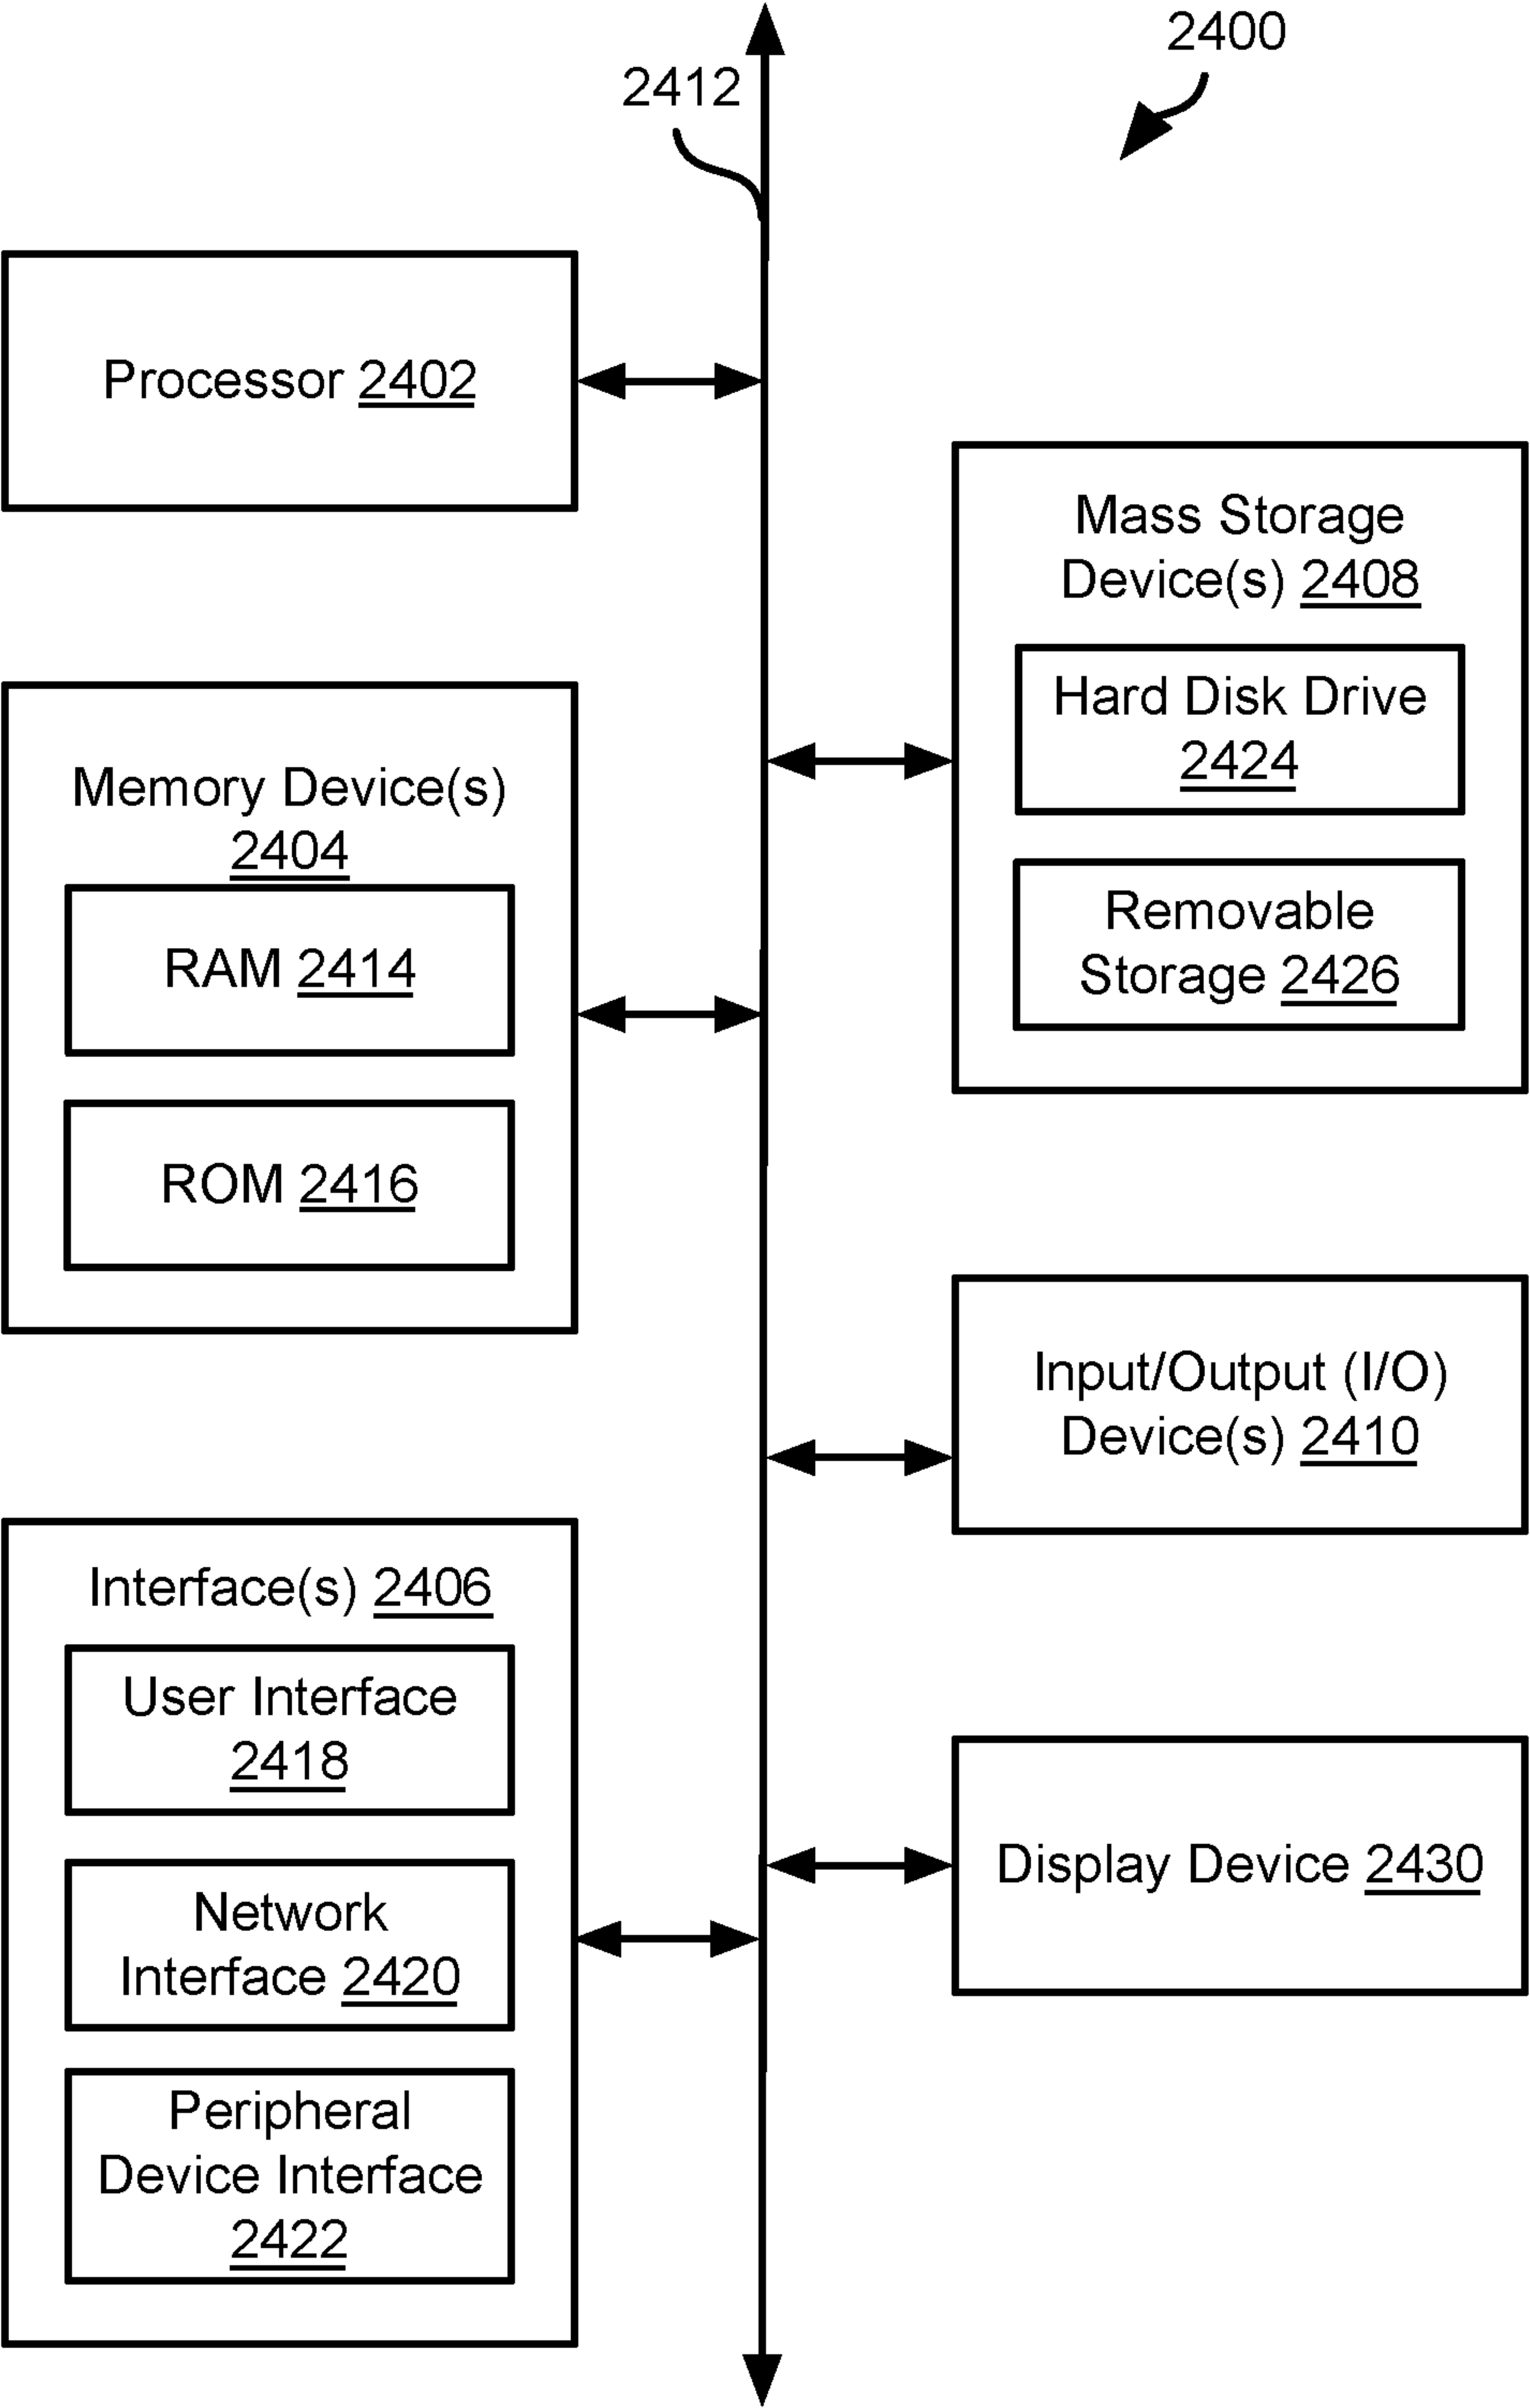 2400
2412
Processor 2402
Mass Storage
Device(s) 2408
Hard Disk Drive
2424
Removable
Storage 2426
Memory Device(s)
2404
RAM 2414
ROM 2416
Input/Output (I/O)
Device(s) 2410
Interface(s) 2406
User Interface
2418
Network
Interface 2420
Peripheral
Device Interface
2422
Display Device 2430